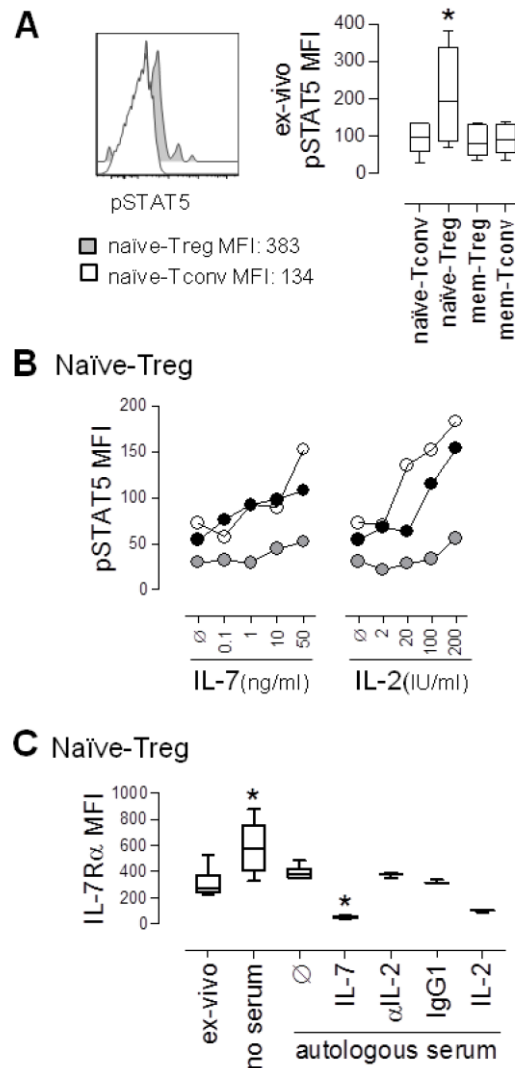 A
pSTAT5
naïve-Treg MFI: 383
naïve-Tconv MFI: 134
ex-vivo
pSTAT5 MFI
400
300
200
100
0
*
naïve-Tconv
naïve-Treg
mem-Treg
mem-Tconv
B Naïve-Treg
pSTAT5 MFI
200
150
100
50
0
Ø 0.1 1 10 50
IL-7(ng/ml)
Ø 2 20 100 200
IL-2(IU/ml)
C Naïve-Treg
IL-7Rα MFI
1000
800
600
400
200
0
*
*
ex-vivo
no serum
∅
IL-7
αIL-2
IgG1
IL-2
autologous serum